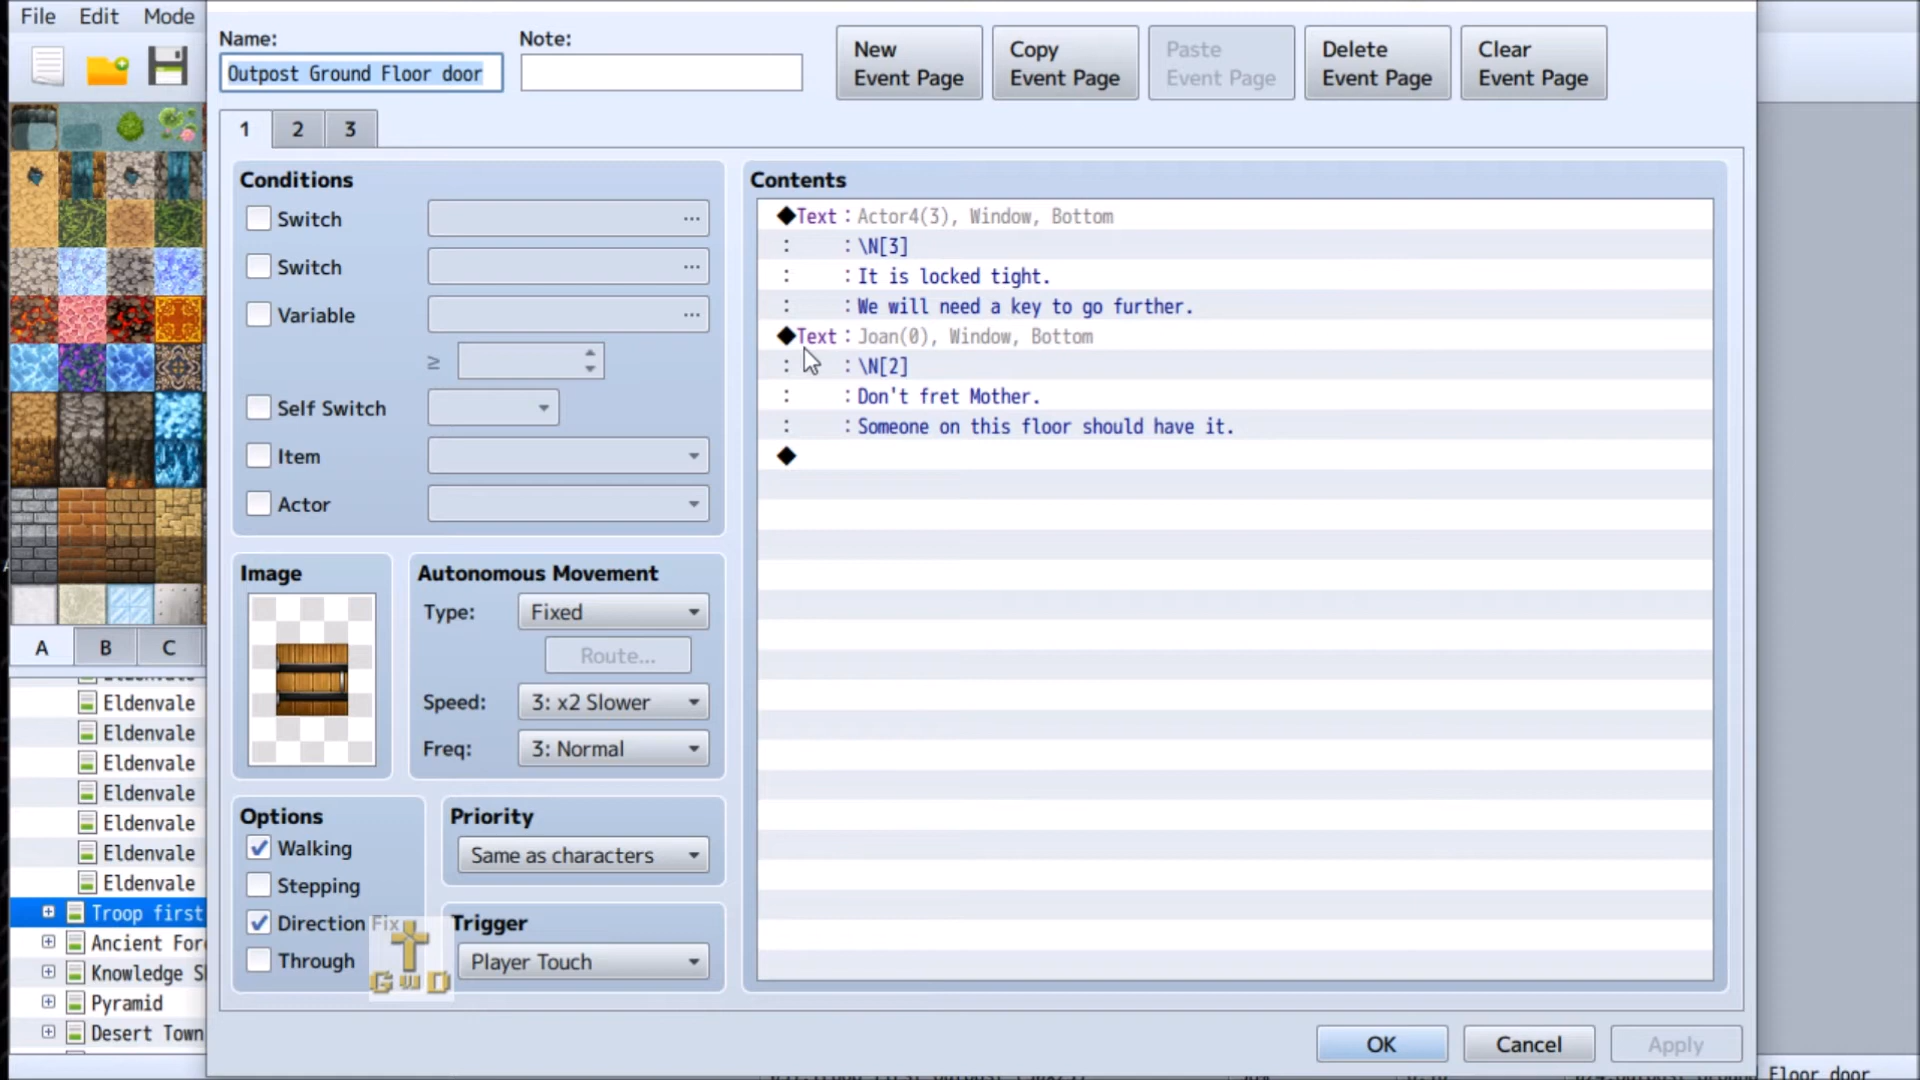 File Edit Mode
Name:
Note:
Outpost Ground Floor door
New Event Page
Copy Event Page
Paste Event Page
Delete Event Page
Clear Event Page
1 2 3
Conditions
Switch ...
Switch ...
Variable ...
≥
Self Switch
Item
Actor
Contents
◆Text：Actor4(3), Window, Bottom
: :\N[3]
: :It is locked tight.
: :We will need a key to go further.
◆Text：Joan(0), Window, Bottom
: :\N[2]
: :Don't fret Mother.
: :Someone on this floor should have it.
◆
Image
Autonomous Movement
Type: Fixed
Route...
Speed: 3: x2 Slower
Freq: 3: Normal
Options
Walking
Stepping
Direction Fix
Through
Priority
Same as characters
Trigger
Player Touch
GWD
A B C
Eldenvale
Eldenvale
Eldenvale
Eldenvale
Eldenvale
Eldenvale
Eldenvale
Troop first
Ancient For
Knowledge S
Pyramid
Desert Town
OK Cancel Apply
Floor door